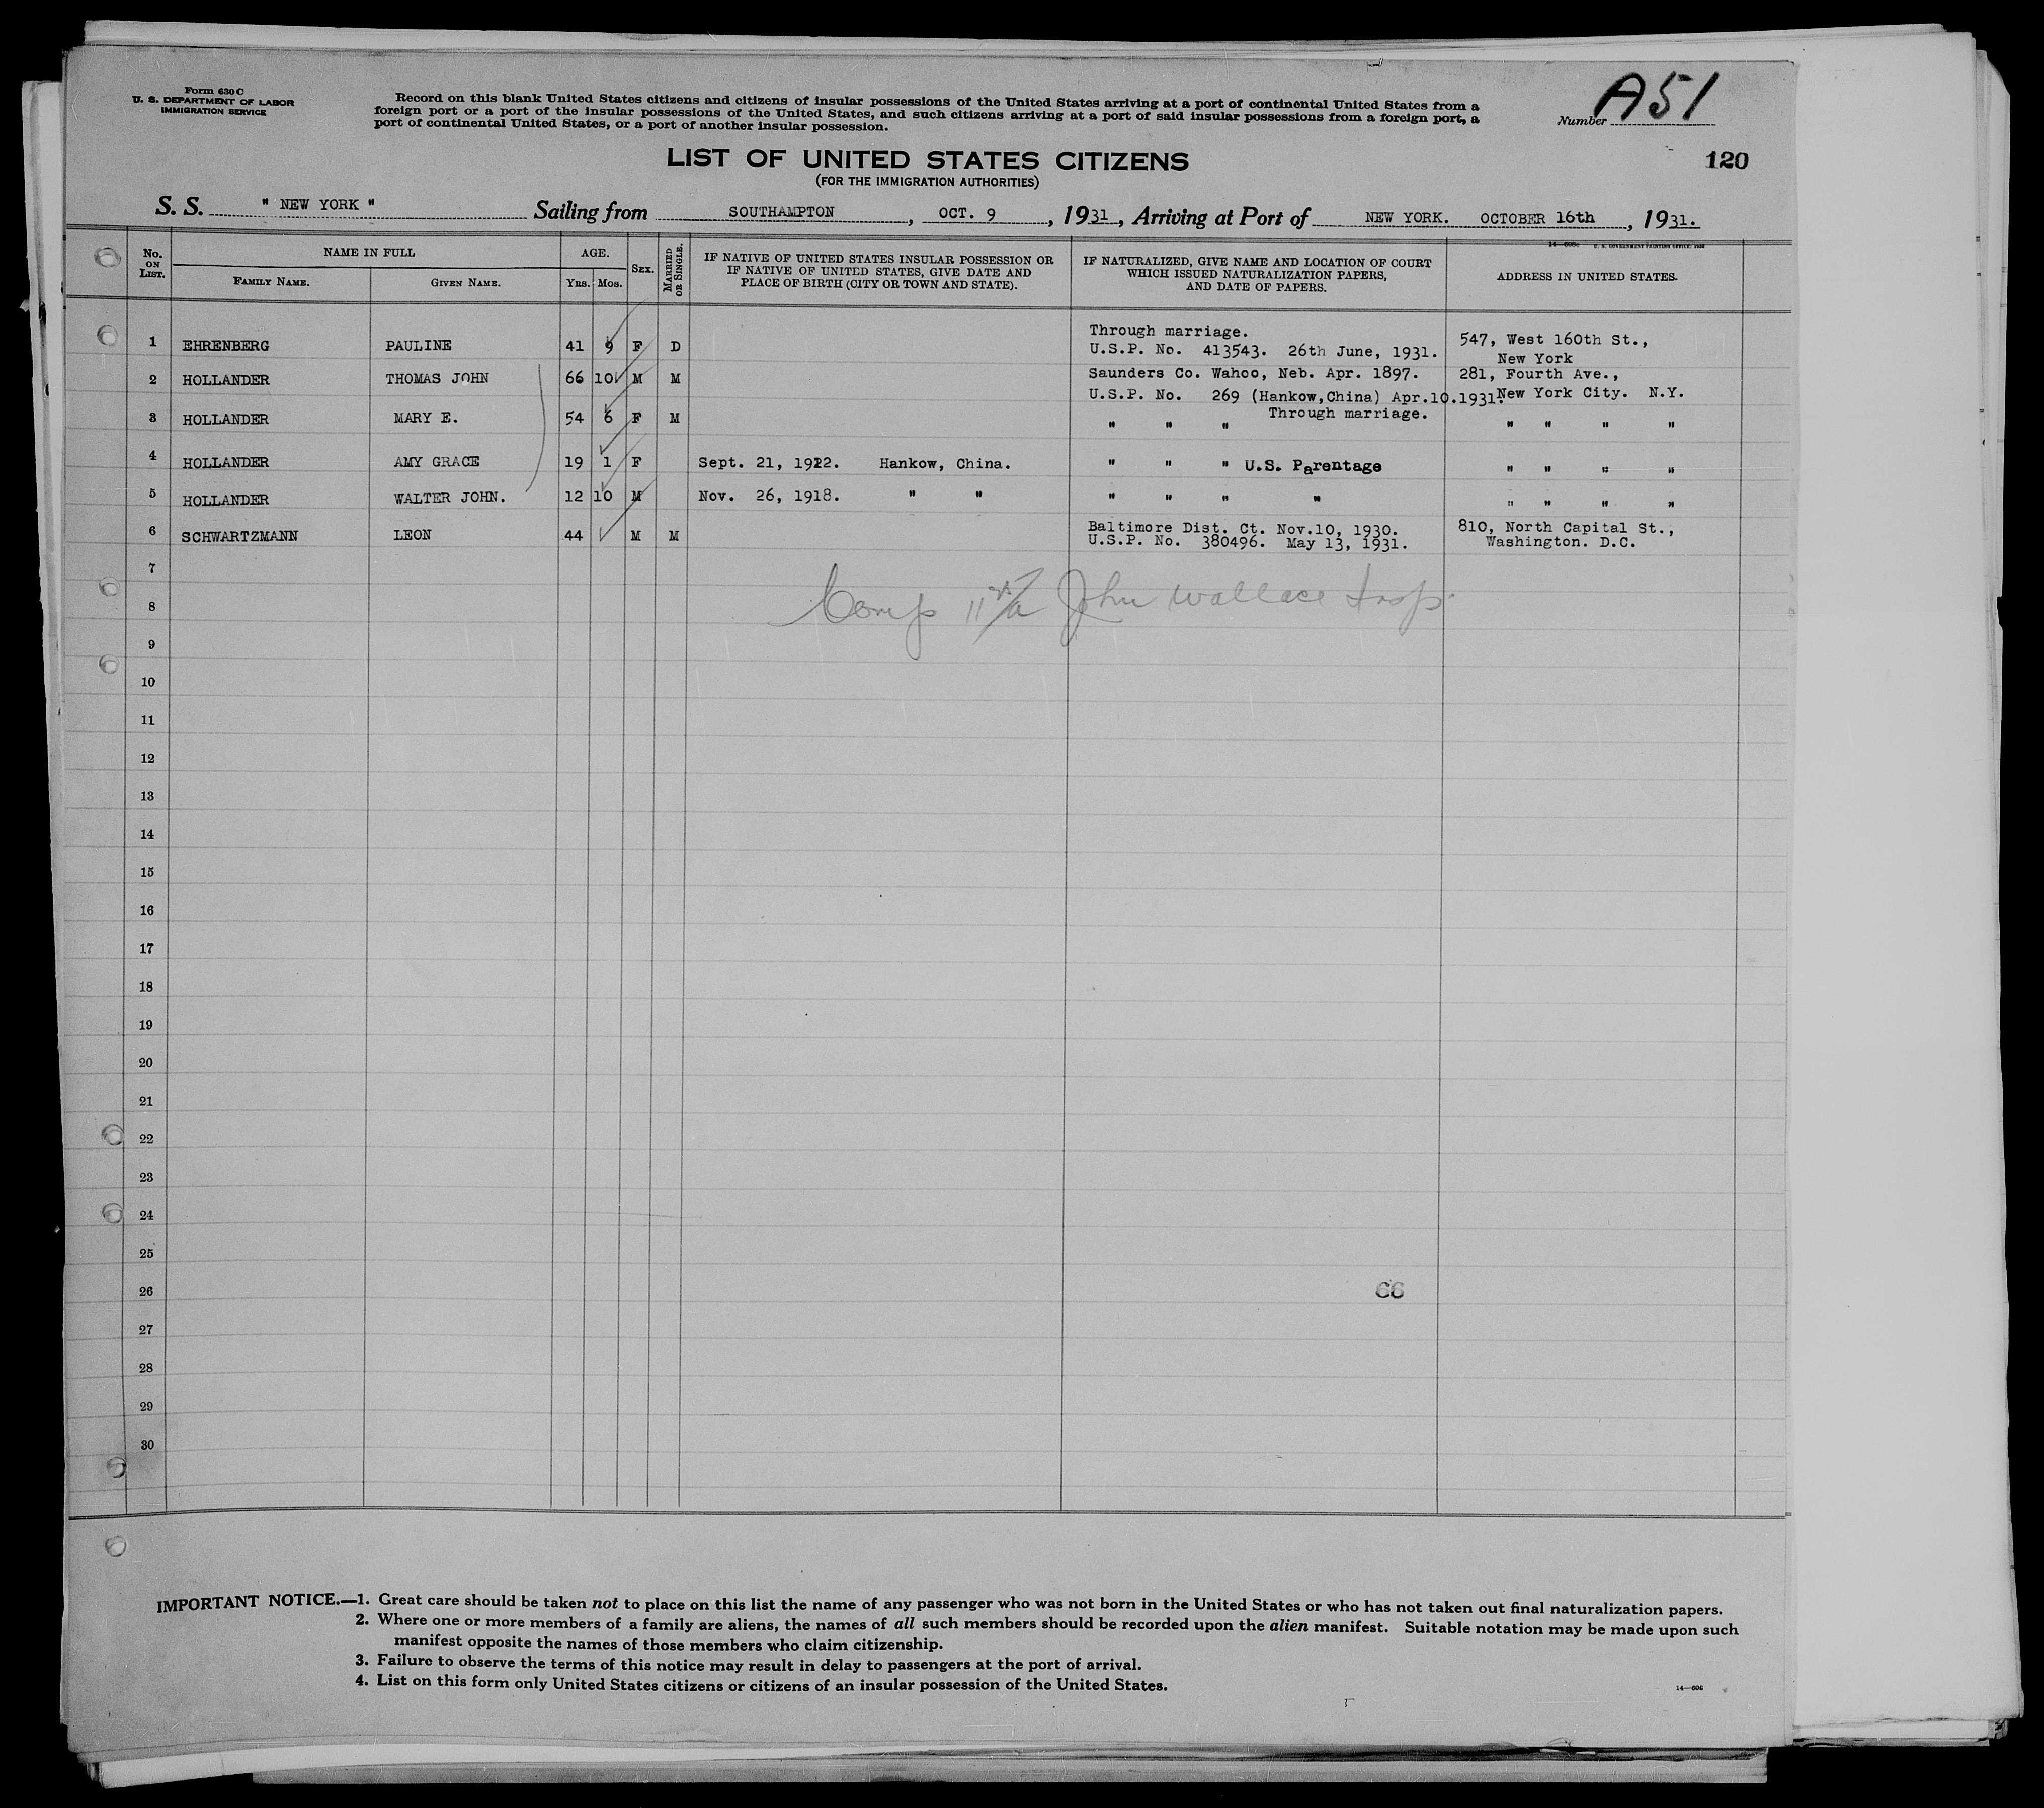 Form 630 C
U. S. DEPARTMENT OF LABOR
IMMIGRATION SERVICE
Record on this blank United States citizens and citizens of insular possessions of the United States arriving at a port of continental United States from a
foreign port or a port of the insular possessions of the United States, and such citizens arriving at a port of said insular possessions from a foreign port, a
port of continental United States, or a port of another insular possession.
Number A51
LIST OF UNITED STATES CITIZENS
120
(FOR THE IMMIGRATION AUTHORITIES)
S. S. " NEW YORK " Sailing from SOUTHAMPTON, OCT. 9, 1931, Arriving at Port of NEW YORK. OCTOBER 16th, 1931.
No. ON LIST. NAME IN FULL FAMILY NAME. GIVEN NAME. AGE. YRS. MOS. SEX. MARRIED OR SINGLE. IF NATIVE OF UNITED STATES INSULAR POSSESSION OR IF NATIVE OF UNITED STATES, GIVE DATE AND PLACE OF BIRTH (CITY OR TOWN AND STATE). IF NATURALIZED, GIVE NAME AND LOCATION OF COURT WHICH ISSUED NATURALIZATION PAPERS, AND DATE OF PAPERS. ADDRESS IN UNITED STATES.
1 EHRENBERG PAULINE 41 9 F D Through marriage. U.S.P. No. 413543. 26th June, 1931. 547, West 160th St., New York
2 HOLLANDER THOMAS JOHN 66 10 M M Saunders Co. Wahoo, Neb. Apr. 1897. U.S.P. No. 269 (Hankow,China) Apr.10.1931. 281, Fourth Ave., New York City. N.Y.
3 HOLLANDER MARY E. 54 6 F M " " " Through marriage. " " " "
4 HOLLANDER AMY GRACE 19 1 F Sept. 21, 1922. Hankow, China. " " " U.S. Parentage " " " "
5 HOLLANDER WALTER JOHN. 12 10 M Nov. 26, 1918. " " " " " " " " " "
6 SCHWARTZMANN LEON 44 M M Baltimore Dist. Ct. Nov.10, 1930. U.S.P. No. 380496. May 13, 1931. 810, North Capital St., Washington. D.C.
7
John Wallace Insp.
8
9
10
11
12
13
14
15
16
17
18
19
20
21
22
23
24
25
26
27
28
29
30
IMPORTANT NOTICE.—1. Great care should be taken not to place on this list the name of any passenger who was not born in the United States or who has not taken out final naturalization papers.
2. Where one or more members of a family are aliens, the names of all such members should be recorded upon the alien manifest. Suitable notation may be made upon such
manifest opposite the names of those members who claim citizenship.
3. Failure to observe the terms of this notice may result in delay to passengers at the port of arrival.
4. List on this form only United States citizens or citizens of an insular possession of the United States.
14—606